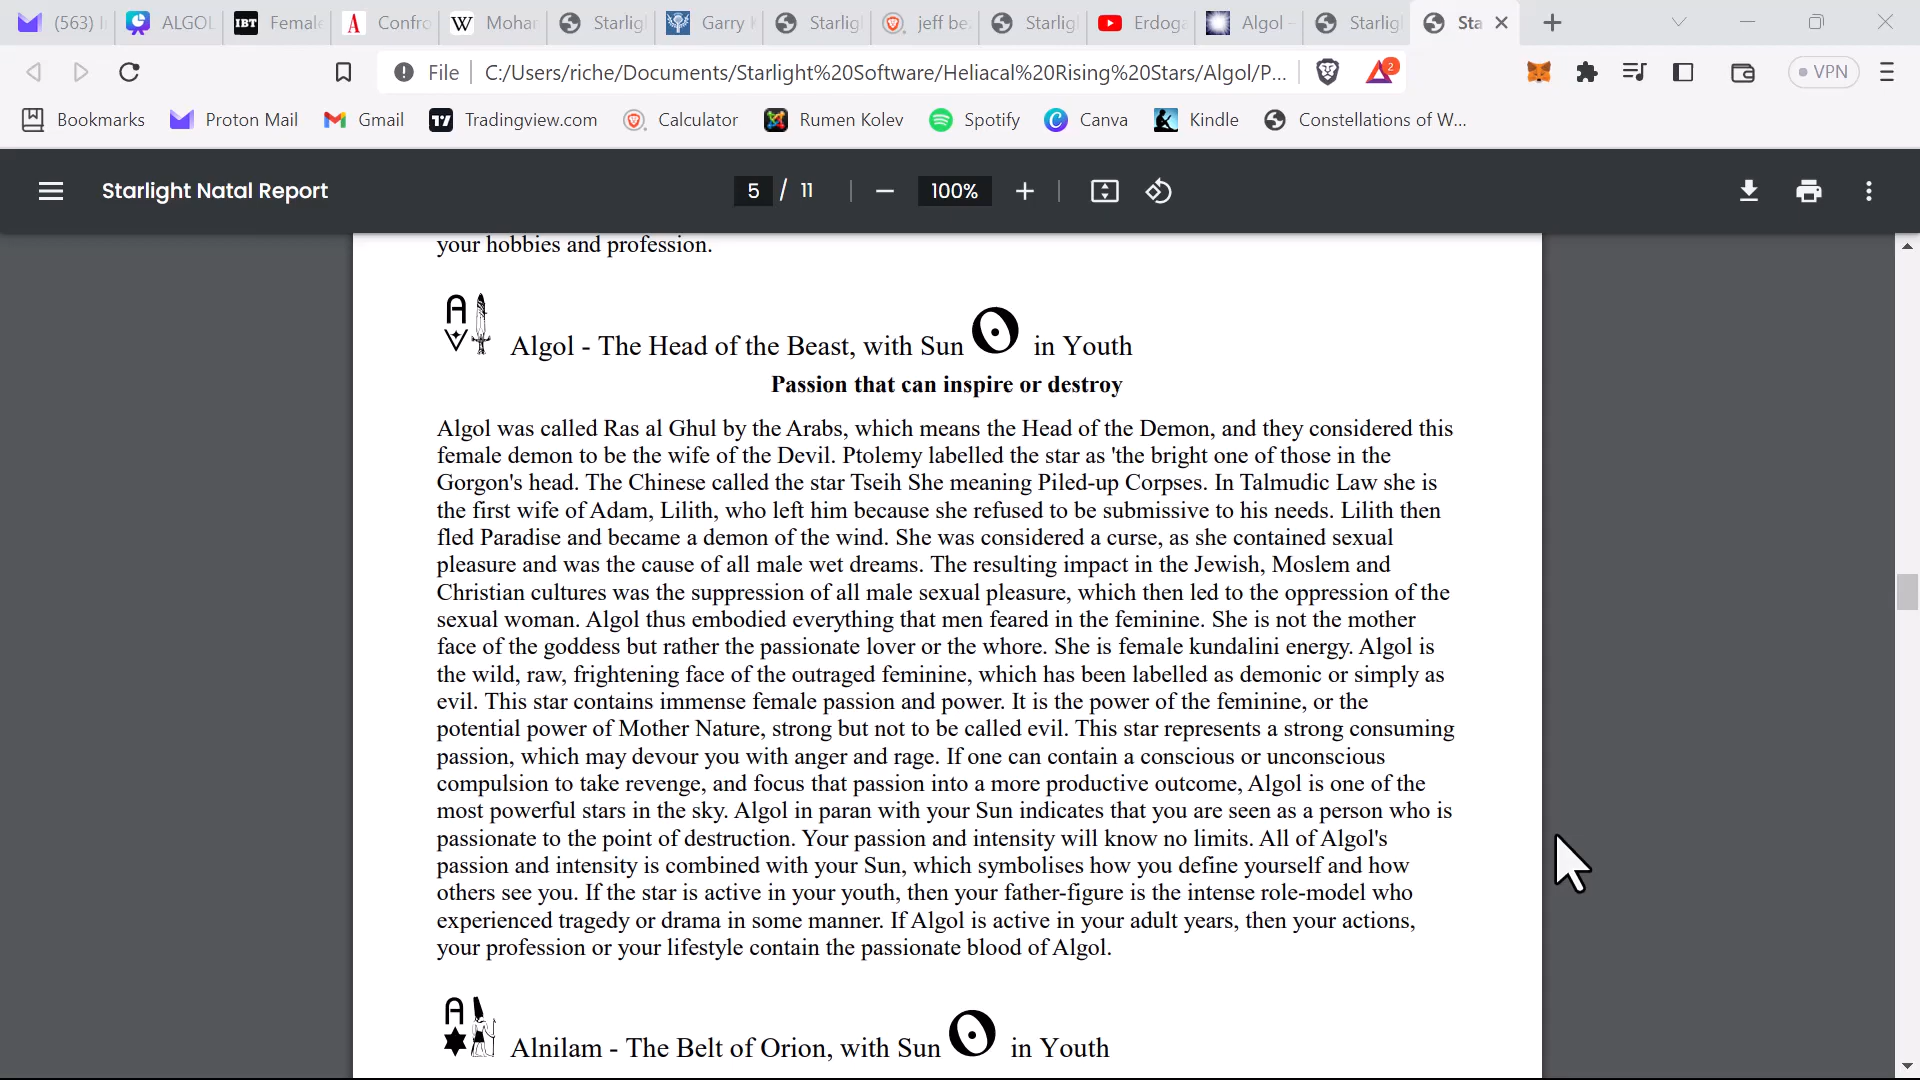 (563) I
ALGOL
IBT Female
A Confro
W Mohar
Starlig
Garry K
Starlig
jeff be
Starlig
Erdoga
Algol -
Starlig
Sta
File C:/Users/riche/Documents/Starlight%20Software/Heliacal%20Rising%20Stars/Algol/P...
2
VPN
Bookmarks Proton Mail Gmail Tradingview.com Calculator Rumen Kolev Spotify Canva Kindle Constellations of W...
Starlight Natal Report 5 / 11 100%
your hobbies and profession.
Algol - The Head of the Beast, with Sun in Youth
Passion that can inspire or destroy
Algol was called Ras al Ghul by the Arabs, which means the Head of the Demon, and they considered this
female demon to be the wife of the Devil. Ptolemy labelled the star as 'the bright one of those in the
Gorgon's head. The Chinese called the star Tseih She meaning Piled-up Corpses. In Talmudic Law she is
the first wife of Adam, Lilith, who left him because she refused to be submissive to his needs. Lilith then
fled Paradise and became a demon of the wind. She was considered a curse, as she contained sexual
pleasure and was the cause of all male wet dreams. The resulting impact in the Jewish, Moslem and
Christian cultures was the suppression of all male sexual pleasure, which then led to the oppression of the
sexual woman. Algol thus embodied everything that men feared in the feminine. She is not the mother
face of the goddess but rather the passionate lover or the whore. She is female kundalini energy. Algol is
the wild, raw, frightening face of the outraged feminine, which has been labelled as demonic or simply as
evil. This star contains immense female passion and power. It is the power of the feminine, or the
potential power of Mother Nature, strong but not to be called evil. This star represents a strong consuming
passion, which may devour you with anger and rage. If one can contain a conscious or unconscious
compulsion to take revenge, and focus that passion into a more productive outcome, Algol is one of the
most powerful stars in the sky. Algol in paran with your Sun indicates that you are seen as a person who is
passionate to the point of destruction. Your passion and intensity will know no limits. All of Algol's
passion and intensity is combined with your Sun, which symbolises how you define yourself and how
others see you. If the star is active in your youth, then your father-figure is the intense role-model who
experienced tragedy or drama in some manner. If Algol is active in your adult years, then your actions,
your profession or your lifestyle contain the passionate blood of Algol.
Alnilam - The Belt of Orion, with Sun in Youth